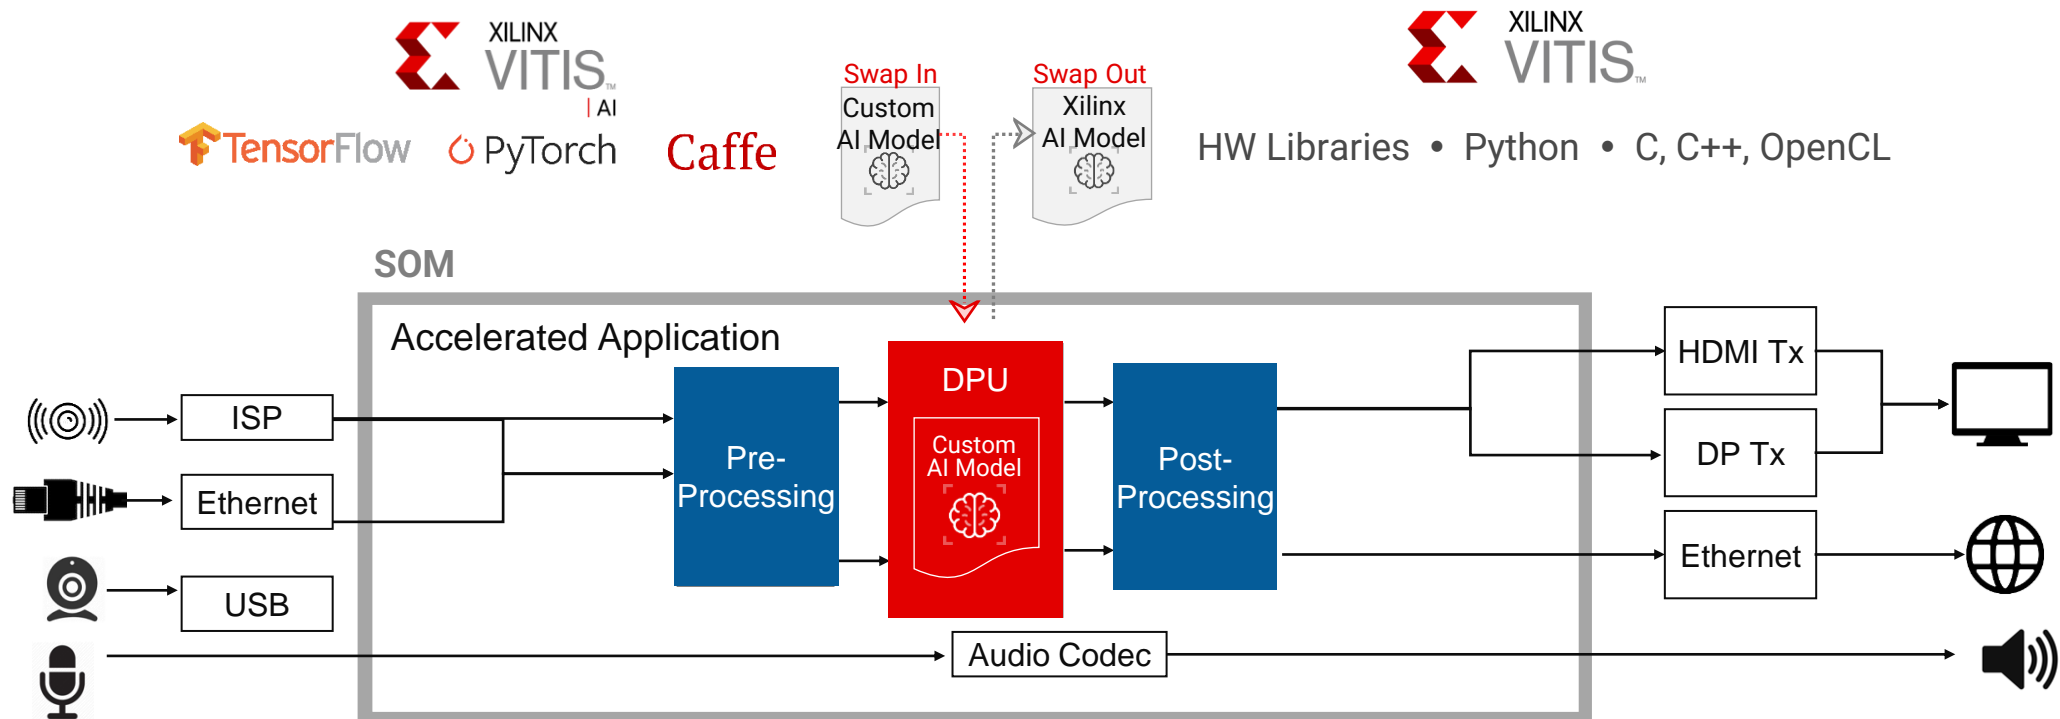 XILINX
VITIS™
| AI
TensorFlow
PyTorch
Caffe
Swap In
Custom
AI Model
Swap Out
Xilinx
AI Model
XILINX
VITIS™
HW Libraries • Python • C, C++, OpenCL
SOM
Accelerated Application
ISP
Ethernet
USB
Pre-
Processing
DPU
Custom
AI Model
Post-
Processing
Audio Codec
HDMI Tx
DP Tx
Ethernet